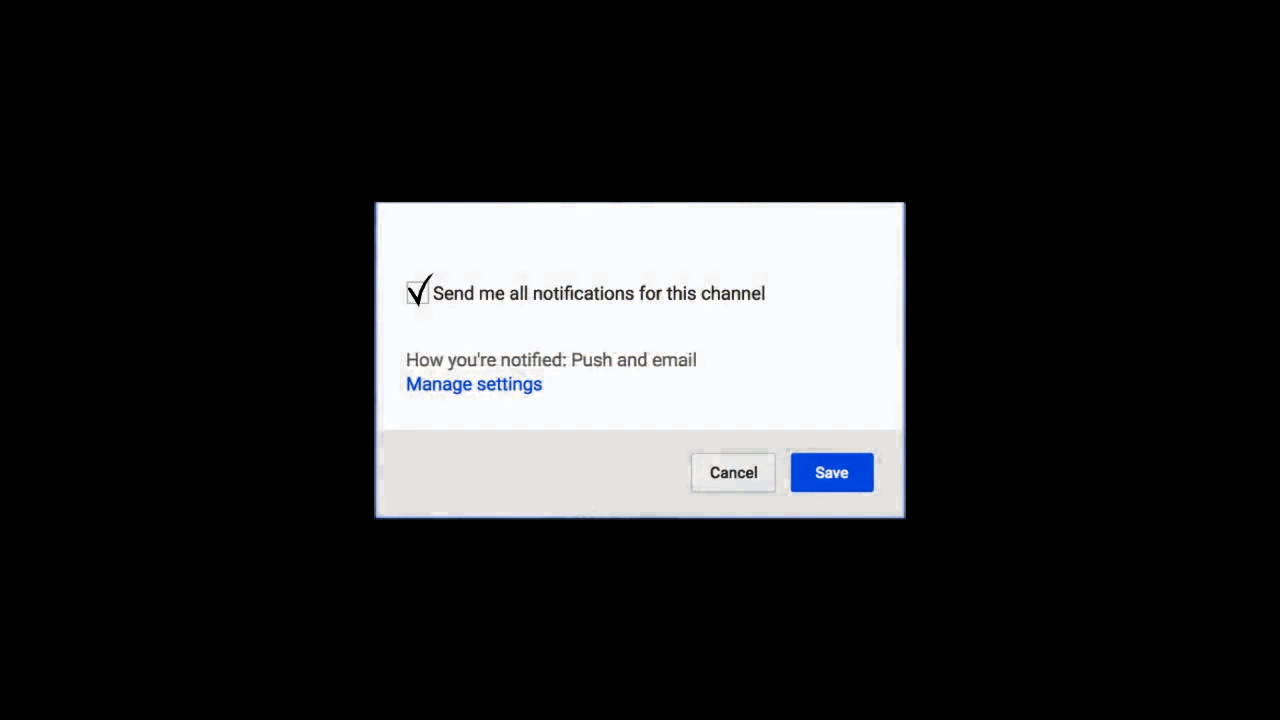 Send me all notifications for this channel
How you're notified: Push and email
Manage settings
Cancel Save